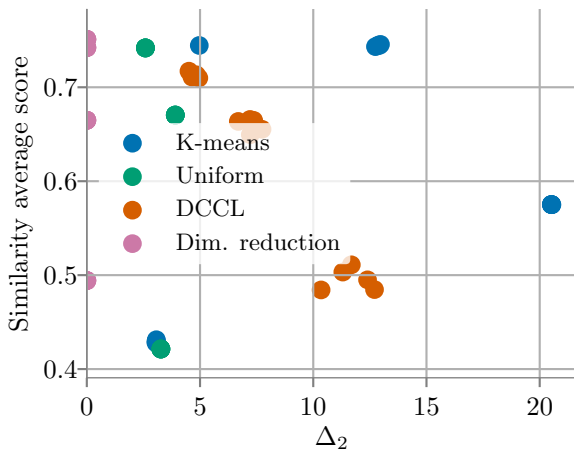 Similarity average score
0.7
0.6
0.5
0.4
K-means
Uniform
DCCL
Dim. reduction
0 5 10 15 20
Δ₂